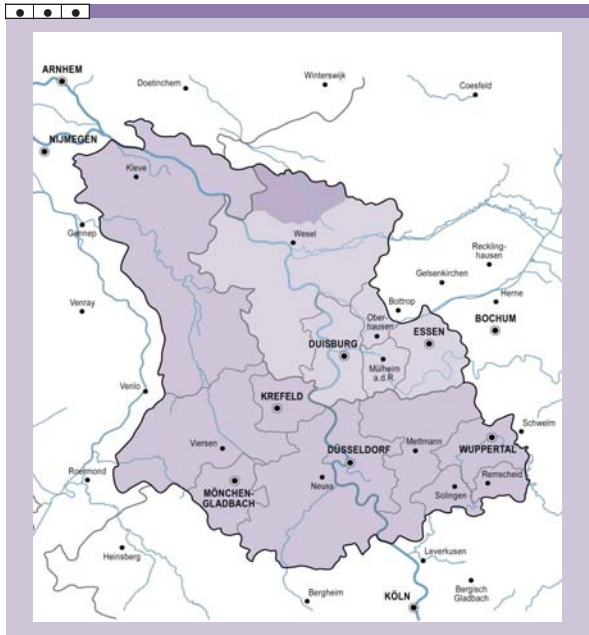 ARNHEM
Doetinchem
Winterswijk
Coesfeld
NIJMEGEN
Kleve
Gennep
Wesel
Reckling-
hausen
Gelsenkirchen
Herne
Venray
Bottrop
Ober-
hausen
ESSEN
BOCHUM
DUISBURG
Mülheim
a.d.R.
Venlo
KREFELD
Viersen
Mettmann
Schwelm
DÜSSELDORF
WUPPERTAL
Roermond
MÖNCHEN-
GLADBACH
Neuss
Remscheid
Solingen
Heinsberg
Leverkusen
Bergheim
KÖLN
Bergisch
Gladbach